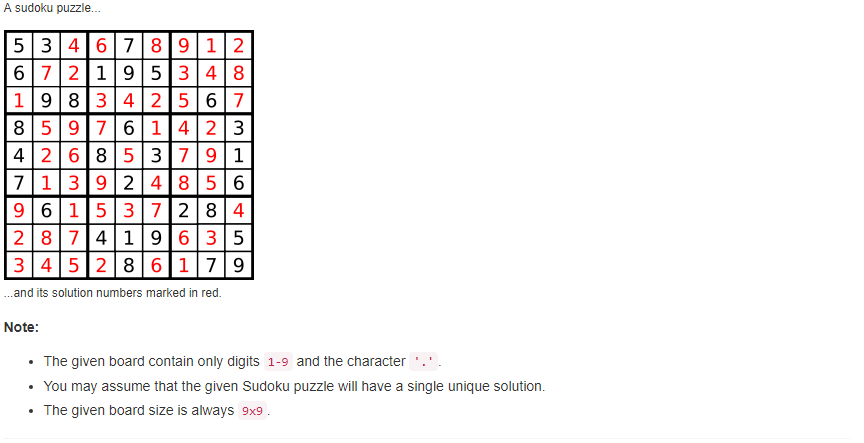 A sudoku puzzle...
5 3 4 6 7 8 9 1 2
6 7 2 1 9 5 3 4 8
1 9 8 3 4 2 5 6 7
8 5 9 7 6 1 4 2 3
4 2 6 8 5 3 7 9 1
7 1 3 9 2 4 8 5 6
9 6 1 5 3 7 2 8 4
2 8 7 4 1 9 6 3 5
3 4 5 2 8 6 1 7 9
...and its solution numbers marked in red.
Note:
• The given board contain only digits 1-9 and the character '.'.
• You may assume that the given Sudoku puzzle will have a single unique solution.
• The given board size is always 9x9.